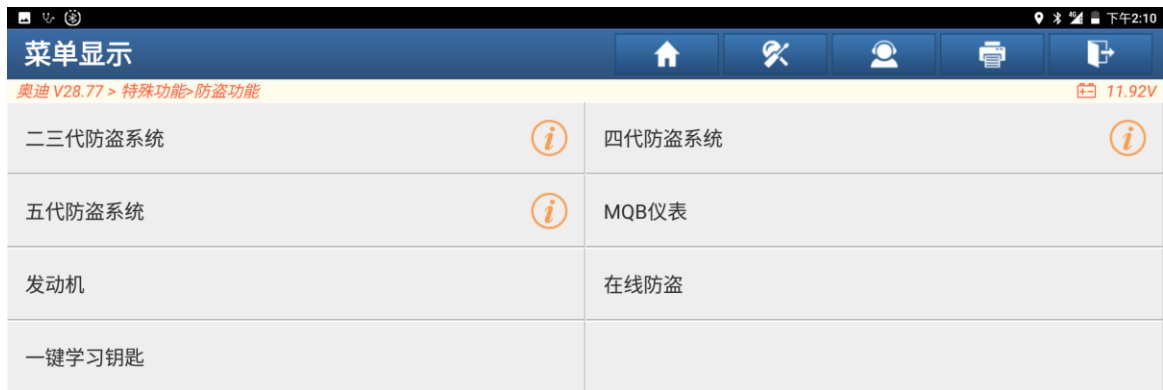 4G 下午2:10
菜单显示
奥迪 V28.77 > 特殊功能>防盗功能 11.92V
二三代防盗系统 i 四代防盗系统 i
五代防盗系统 i MQB仪表
发动机 在线防盗
一键学习钥匙